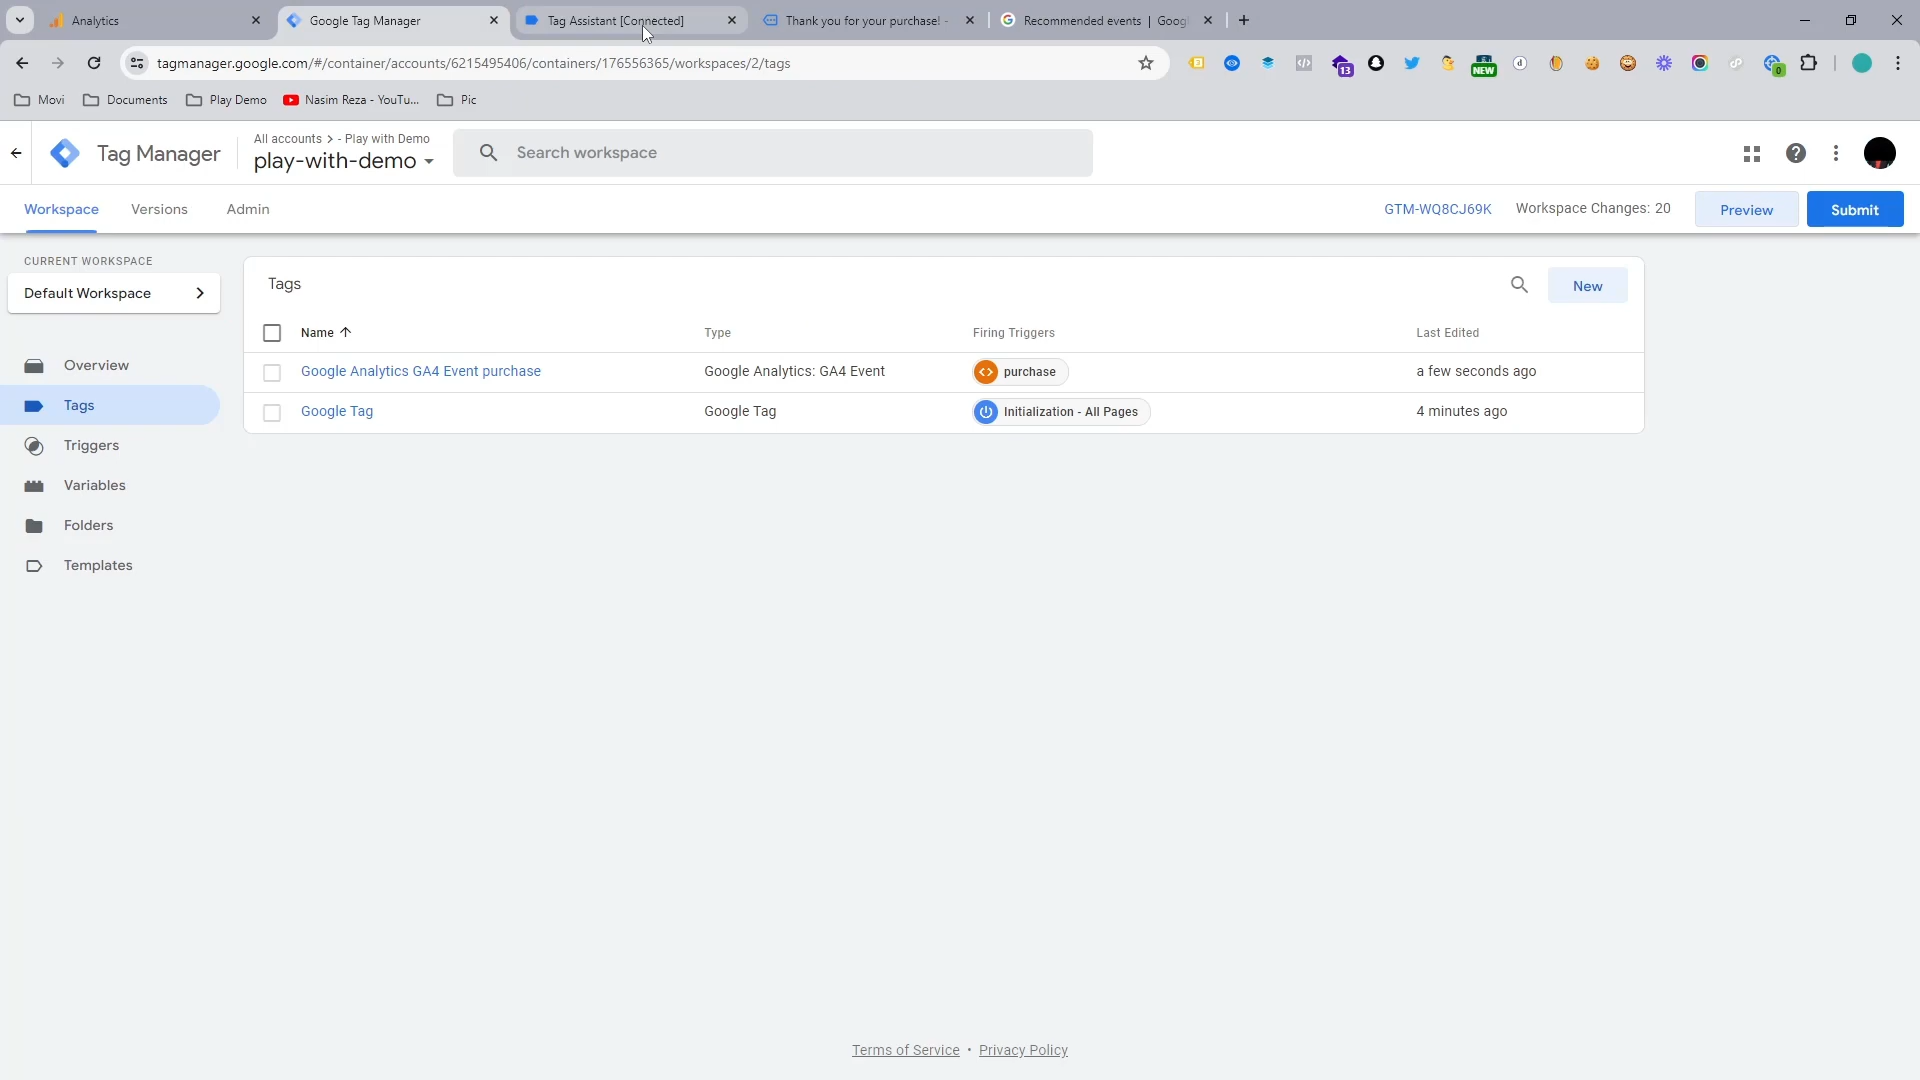 Analytics
Google Tag Manager
Tag Assistant [Connected]
Thank you for your purchase! -
Recommended events | Goog
tagmanager.google.com/#/container/accounts/6215495406/containers/176556365/workspaces/2/tags
13
NEW
d
0
Movi
Documents
Play Demo
Nasim Reza - YouTu...
Pic
Tag Manager
All accounts > - Play with Demo
play-with-demo
Search workspace
Workspace
Versions
Admin
GTM-WQ8CJ69K
Workspace Changes: 20
Preview
Submit
CURRENT WORKSPACE
Default Workspace
Overview
Tags
Triggers
Variables
Folders
Templates
Tags
New
Name
Type
Firing Triggers
Last Edited
Google Analytics GA4 Event purchase
Google Analytics: GA4 Event
purchase
a few seconds ago
Google Tag
Google Tag
Initialization - All Pages
4 minutes ago
Terms of Service • Privacy Policy